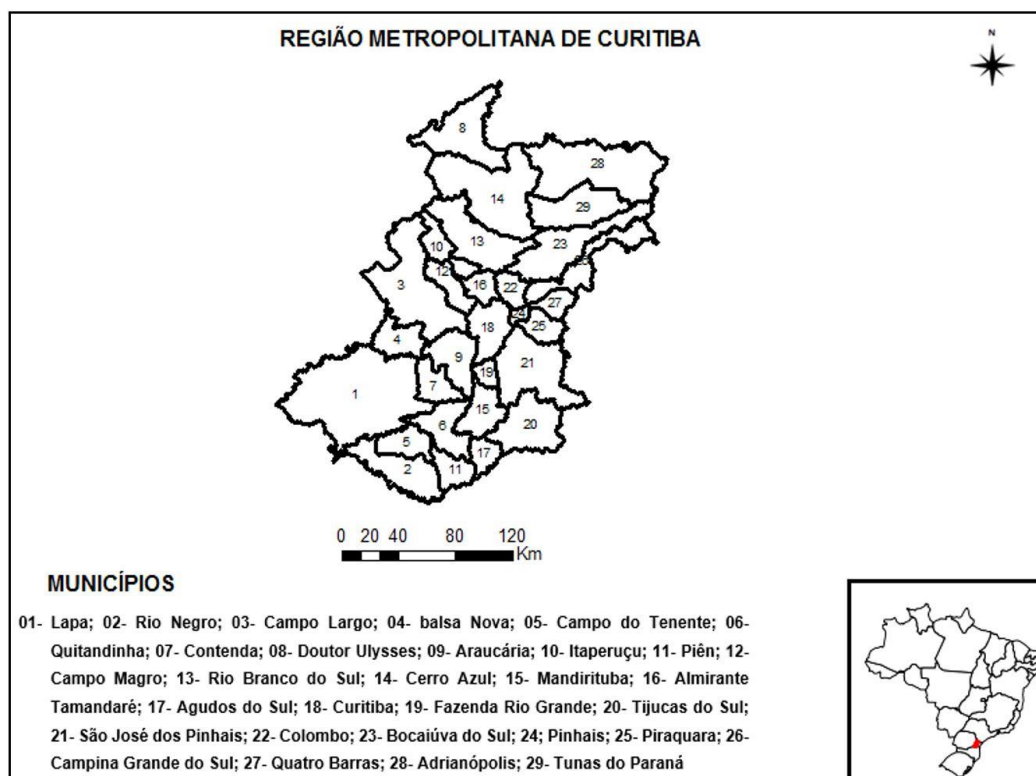 REGIÃO METROPOLITANA DE CURITIBA
N
8
28
14
29
13
23
10
12
26
3
16
22
27
24
18
25
4
9
21
19
7
1
15
6
20
5
17
2
11
0 20 40 80 120
Km
MUNICÍPIOS
01- Lapa; 02- Rio Negro; 03- Campo Largo; 04- balsa Nova; 05- Campo do Tenente; 06-
Quitandinha; 07- Contenda; 08- Doutor Ulysses; 09- Araucária; 10- Itaperuçu; 11- Piên; 12-
Campo Magro; 13- Rio Branco do Sul; 14- Cerro Azul; 15- Mandirituba; 16- Almirante
Tamandaré; 17- Agudos do Sul; 18- Curitiba; 19- Fazenda Rio Grande; 20- Tijucas do Sul;
21- São José dos Pinhais; 22- Colombo; 23- Bocaiúva do Sul; 24; Pinhais; 25- Piraquara; 26-
Campina Grande do Sul; 27- Quatro Barras; 28- Adrianópolis; 29- Tunas do Paraná